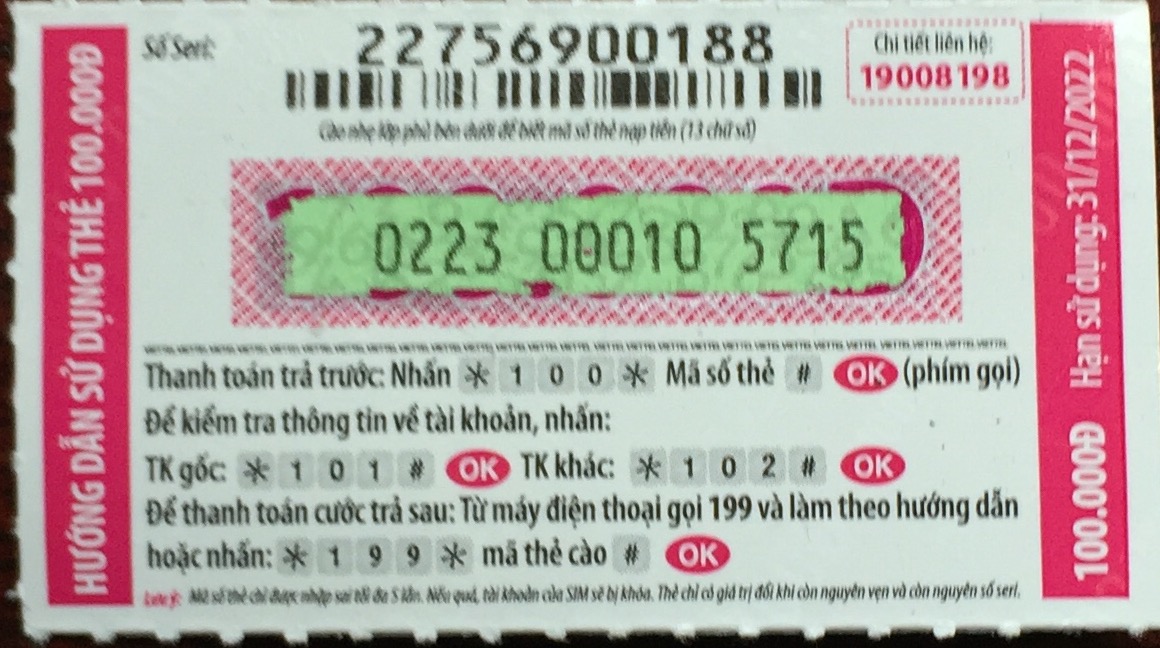 HƯỚNG DẪN SỬ DỤNG THẺ 100.000Đ
Số Seri:
22756900188
Chi tiết liên hệ:
19008198
Cào nhẹ lớp phủ bên dưới để biết mã số thẻ nạp tiền (13 chữ số)
0223 00010 5715
Thanh toán trả trước: Nhấn * 1 0 0 * Mã số thẻ # OK (phím gọi)
Để kiểm tra thông tin về tài khoản, nhấn:
TK gốc: * 1 0 1 # OK TK khác: * 1 0 2 # OK
Để thanh toán cước trả sau: Từ máy điện thoại gọi 199 và làm theo hướng dẫn
hoặc nhấn: * 1 9 9 * mã thẻ cào # OK
Lưu ý: Mã số thẻ chỉ được nhập sai tối đa 5 lần. Nếu quá, tài khoản của SIM sẽ bị khóa. Thẻ chỉ có giá trị đổi khi còn nguyên vẹn và còn nguyên số seri.
100.000Đ Hạn sử dụng: 31/12/2022